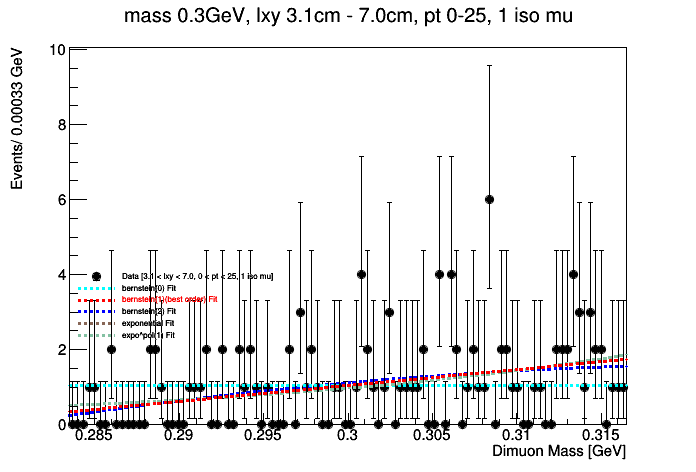 mass 0.3GeV, lxy 3.1cm - 7.0cm, pt 0-25, 1 iso mu
Events/ 0.00033 GeV
10
8
6
4
2
0
Data [3.1 < lxy < 7.0, 0 < pt < 25, 1 iso mu]
bernstein(0) Fit
bernstein(1)(best order) Fit
bernstein(2) Fit
exponential Fit
expo*pol(1) Fit
0.285 0.29 0.295 0.3 0.305 0.31 0.315
Dimuon Mass [GeV]